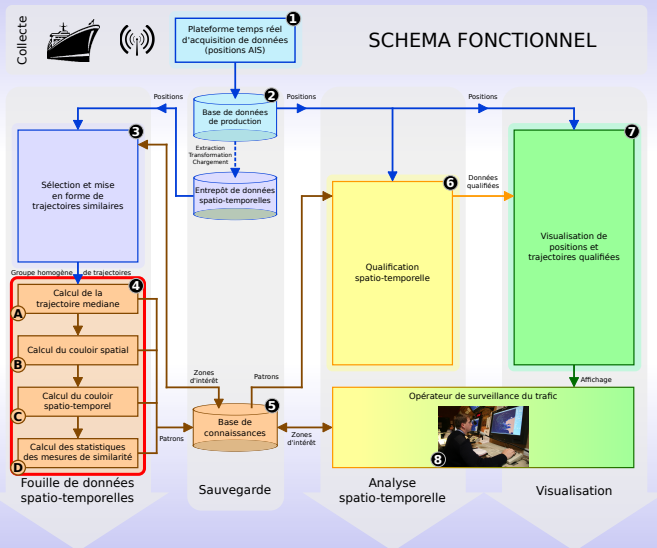 Collecte
1
Plateforme temps réel
d'acquisition de données
(positions AIS)
SCHEMA FONCTIONNEL
Positions
2
Positions
Positions
Base de données
de production
3
7
Extraction
Transformation
Chargement
Sélection et mise
en forme de
trajectoires similaires
Entrepôt de données
spatio-temporelles
6
Données
qualifiées
Visualisation de
positions et
trajectoires qualifiées
Qualification
spatio-temporelle
Groupe homogène de trajectoires
4
Calcul de la
trajectoire mediane
A
Calcul du couloir spatial
B
Calcul du couloir
spatio-temporel
C
Calcul des statistiques
des mesures de similarité
D
Zones
d'intérêt
Patrons
5
Base de
connaissances
Patrons
Zones
d'intérêt
Affichage
Opérateur de surveillance du trafic
8
Fouille de données
spatio-temporelles
Sauvegarde
Analyse
spatio-temporelle
Visualisation